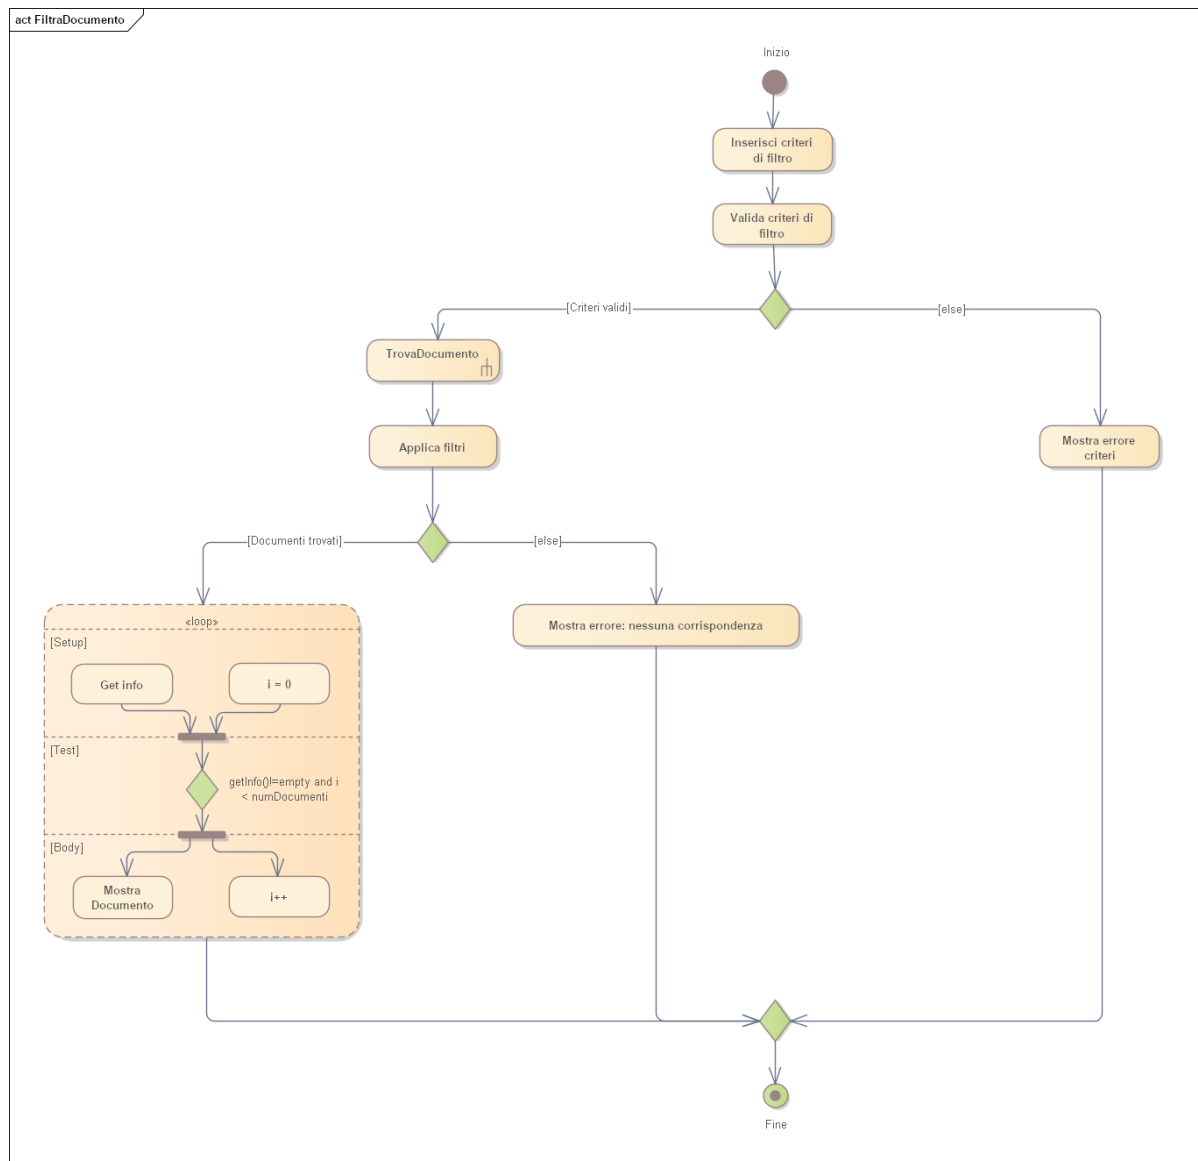 act FiltraDocumento
Inizio
Inserisci criteri
di filtro
Valida criteri di
filtro
[Criteri validi]
[else]
TrovaDocumento
Applica filtri
Mostra errore
criteri
[Documenti trovati]
[else]
«loop»
[Setup]
Get info
i = 0
Mostra errore: nessuna corrispondenza
[Test]
getInfo()!=empty and i
< numDocumenti
[Body]
Mostra
Documento
i++
Fine